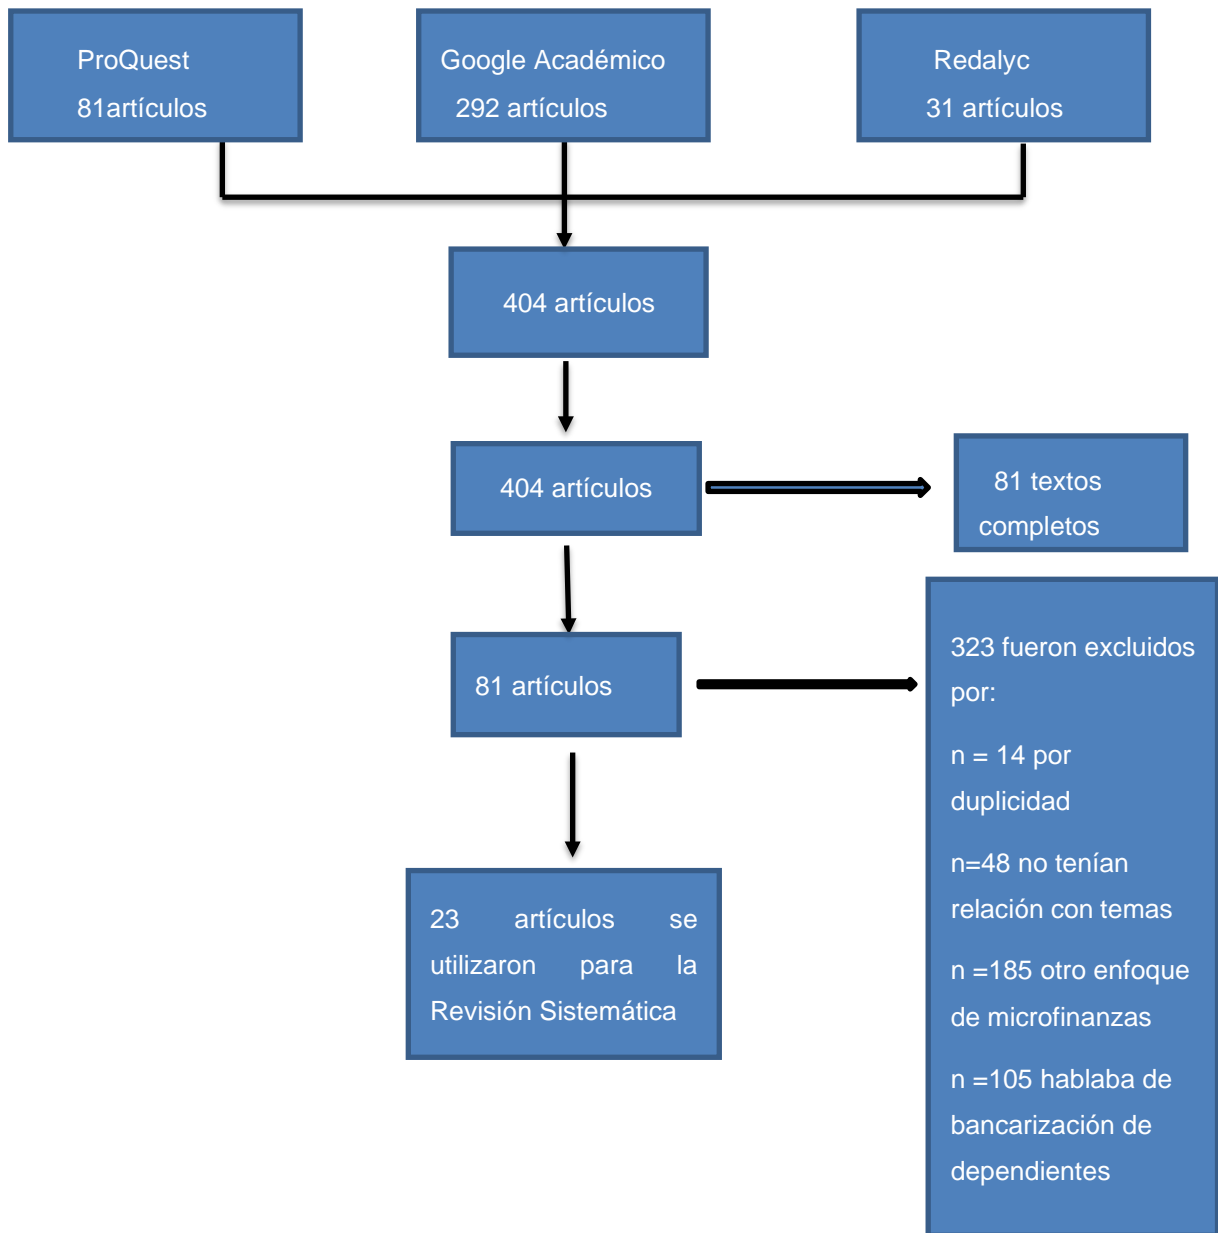 ProQuest
81artículos
Google Académico
292 artículos
Redalyc
31 artículos
404 artículos
404 artículos
81 textos
completos
81 artículos
323 fueron excluidos
por:
n = 14 por
duplicidad
n=48 no tenían
relación con temas
n =185 otro enfoque
de microfinanzas
n =105 hablaba de
bancarización de
dependientes
23 artículos se
utilizaron para la
Revisión Sistemática